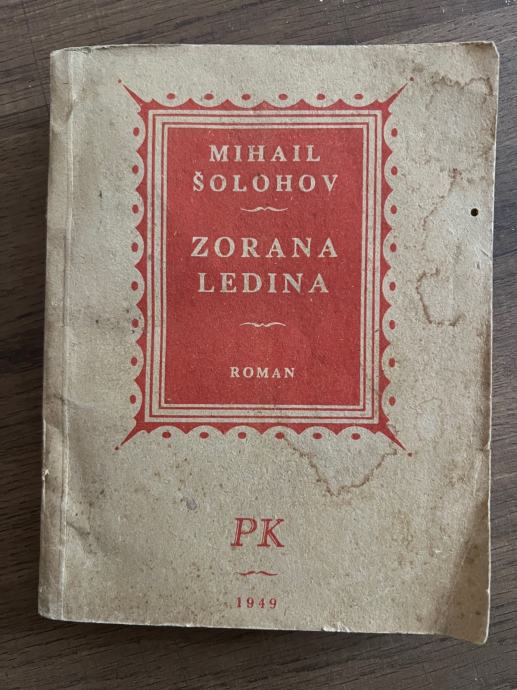 MIHAIL
ŠOLOHOV
ZORANA
LEDINA
ROMAN
PK
1949